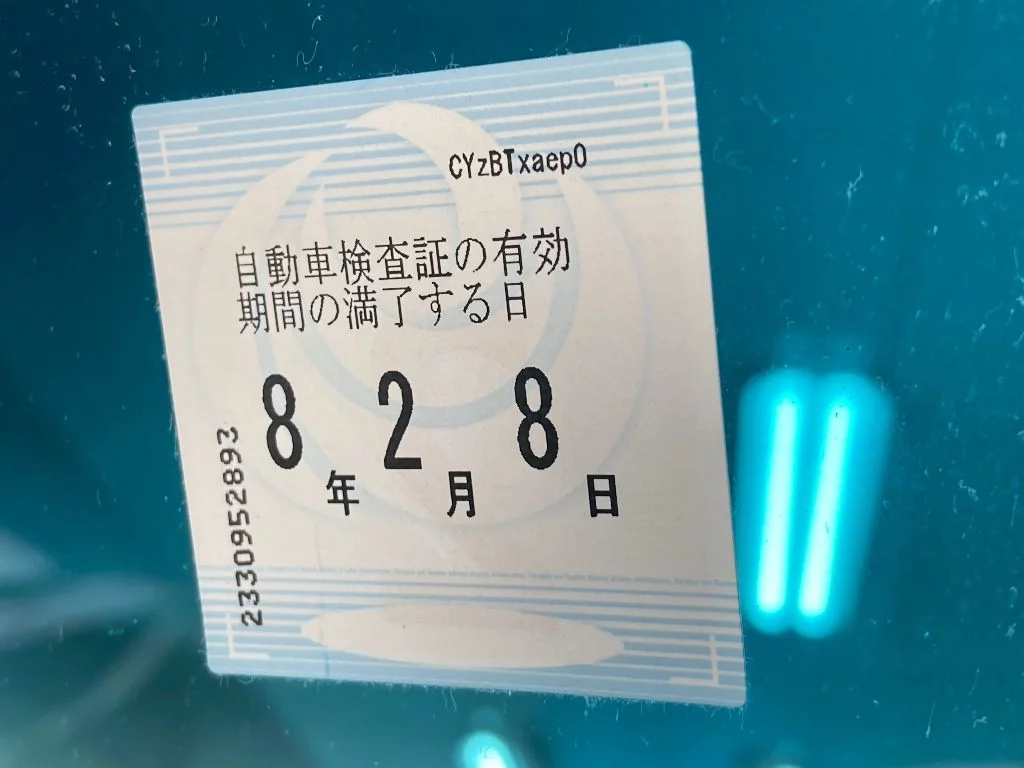 CYzBTxaep0
自動車検査証の有効
期間の満了する日
8年2月8日
2330952893